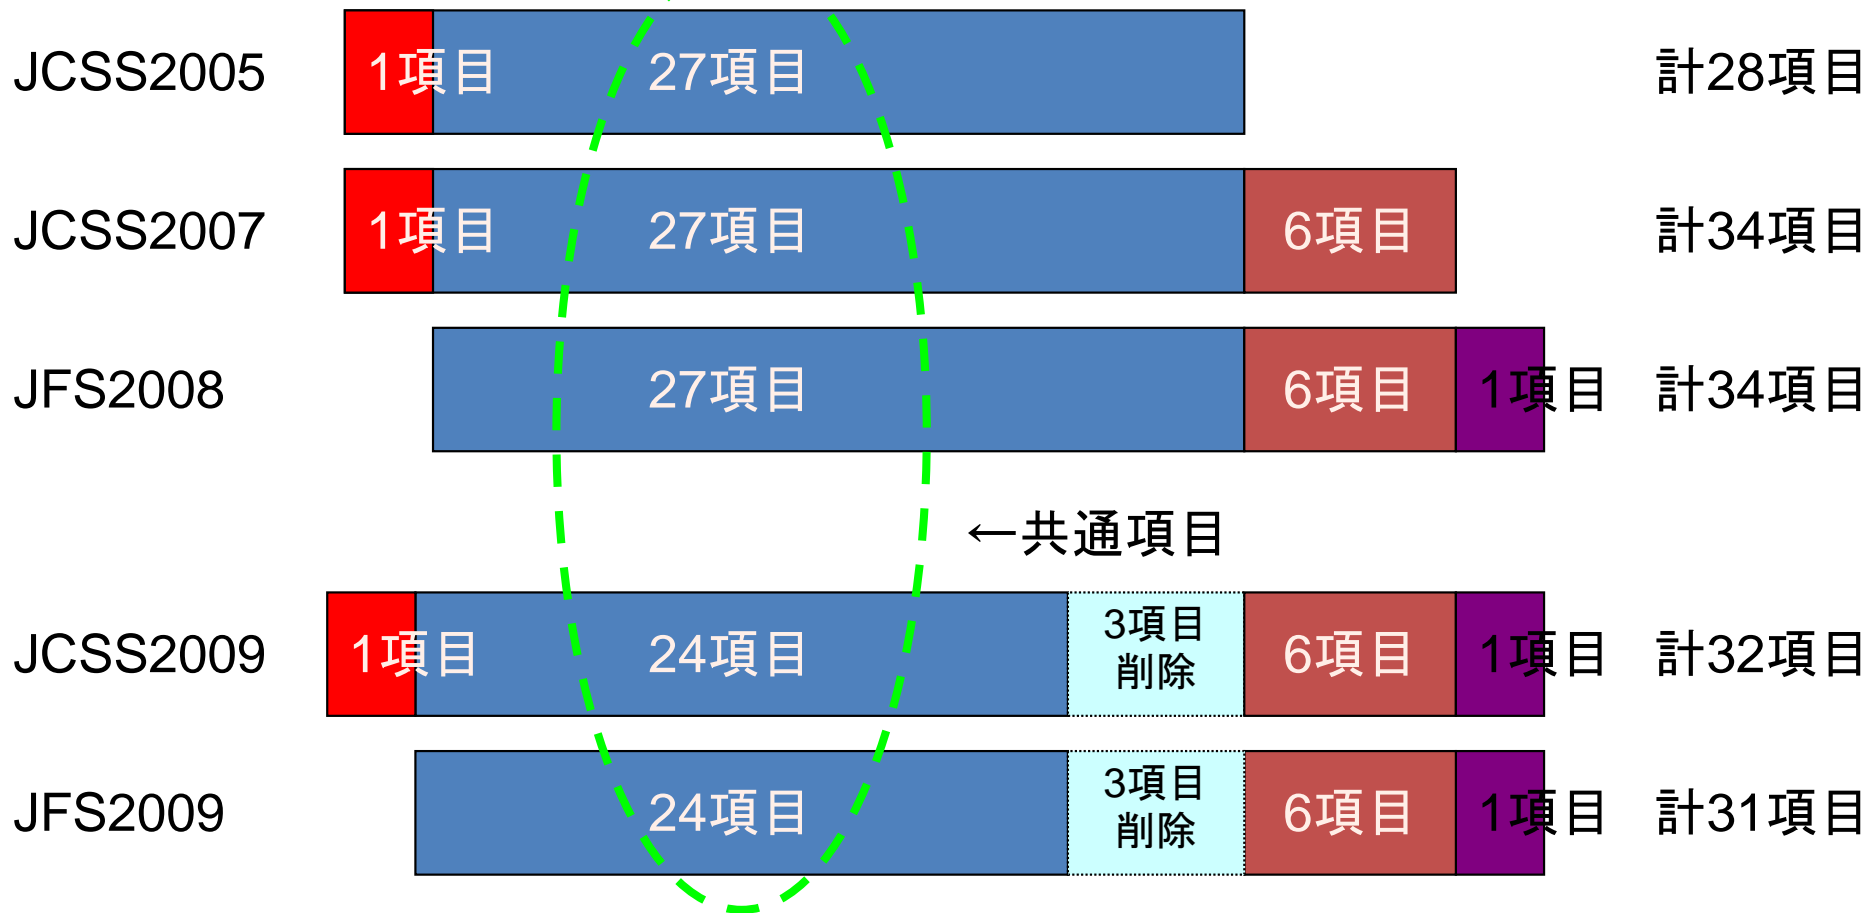 JCSS2005 1項目 27項目 計28項目
JCSS2007 1項目 27項目 6項目 計34項目
JFS2008 27項目 6項目 1項目 計34項目
←共通項目
JCSS2009 1項目 24項目 3項目 6項目 1項目 計32項目
削除
JFS2009 24項目 3項目 6項目 1項目 計31項目
削除